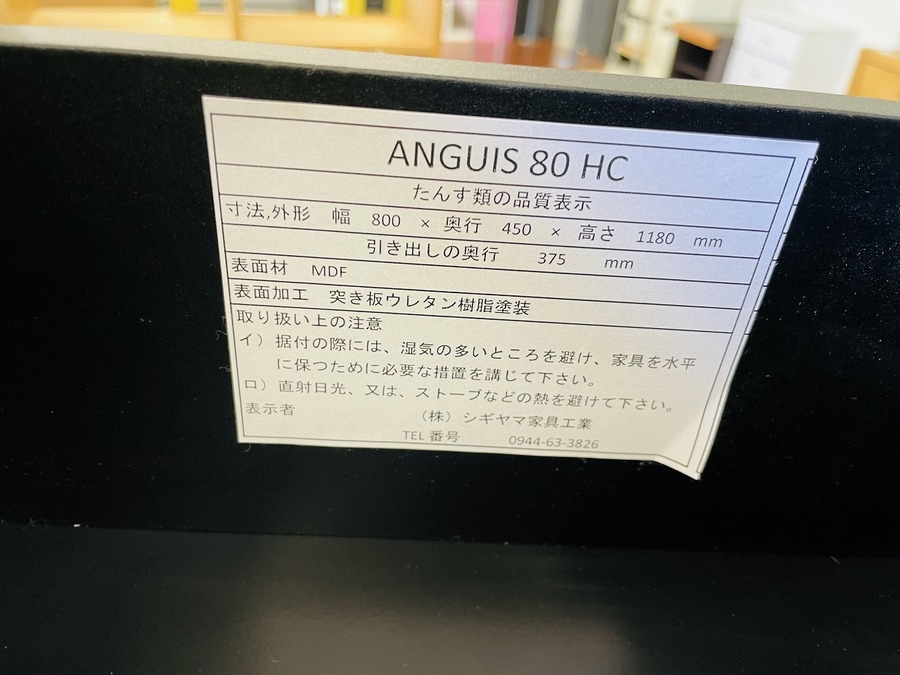 ANGUIS 80 HC
たんす類の品質表示
寸法,外形 幅 800 × 奥行 450 × 高さ 1180 mm
引き出しの奥行 375 mm
表面材 MDF
表面加工 突き板ウレタン樹脂塗装
取り扱い上の注意
イ）据付の際には、湿気の多いところを避け、家具を水平
に保つために必要な措置を講じて下さい。
ロ）直射日光、又は、ストーブなどの熱を避けて下さい。
表示者 （株）シギヤマ家具工業
TEL番号 0944-63-3826